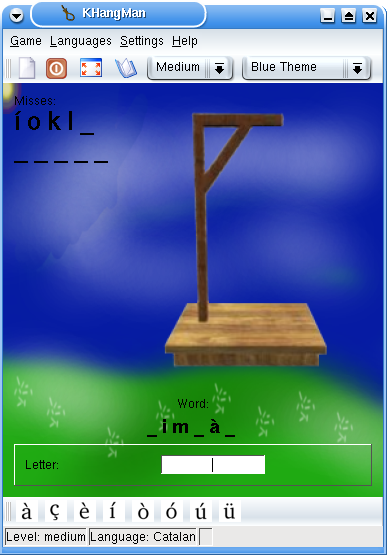 KHangMan
Game Languages Settings Help
Medium Blue Theme
Misses:
í o k l _
_ _ _ _ _
Word:
_ i m _ à _
Letter:
à ç è í ò ó ú ü
Level: medium Language: Catalan